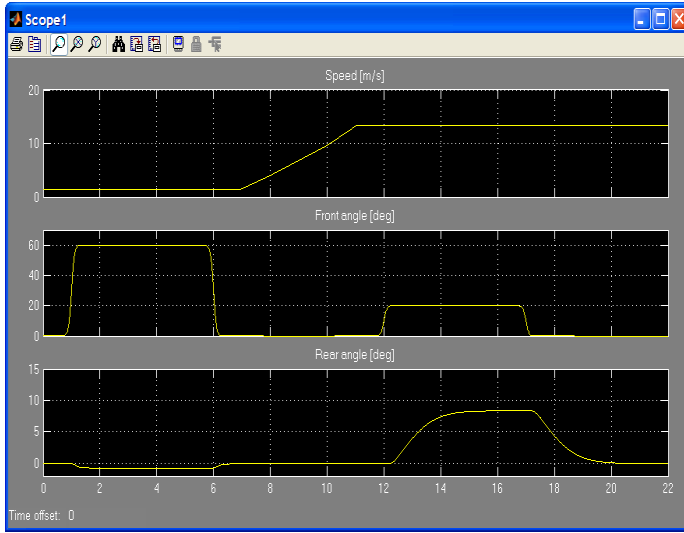 Scope1
Speed [m/s]
20
10
0
Front angle [deg]
60
40
20
0
Rear angle [deg]
15
10
5
0
0 2 4 6 8 10 12 14 16 18 20 22
Time offset: 0